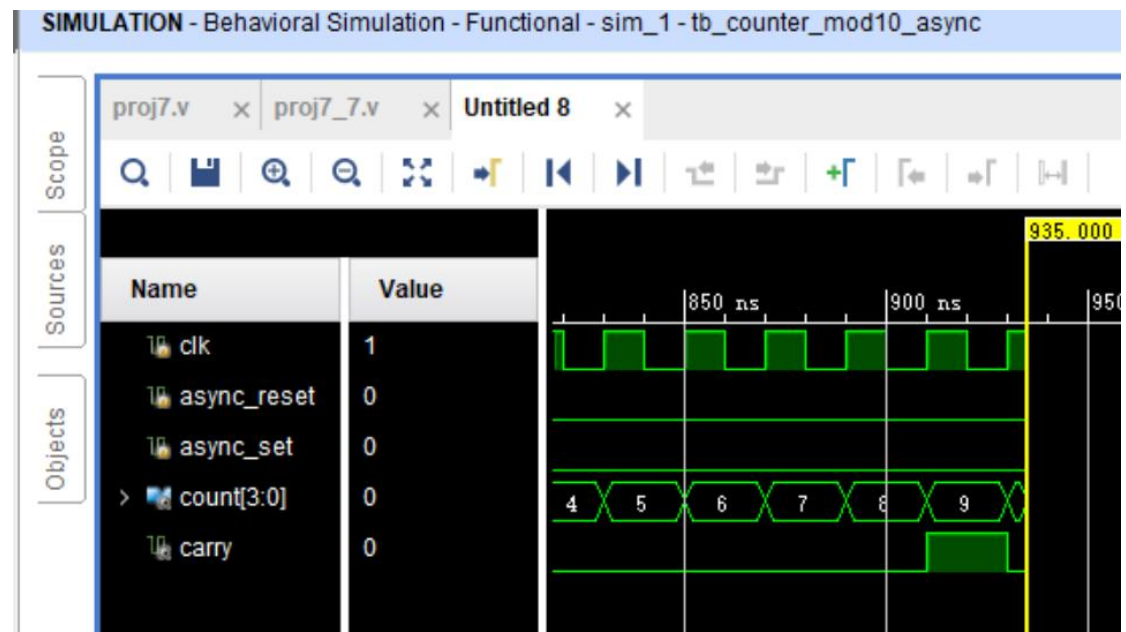 SIMULATION - Behavioral Simulation - Functional - sim_1 - tb_counter_mod10_async
Scope
Sources
Objects
proj7.v × proj7_7.v × Untitled 8 ×
935.000
Name Value
850 ns 900 ns 950
clk 1
async_reset 0
async_set 0
count[3:0] 0 4 5 6 7 8 9
carry 0